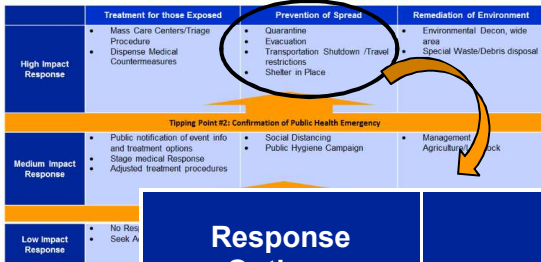 Treatment for those Exposed
Prevention of Spread
Remediation of Environment
High Impact
Response
• Mass Care Centers/Triage
Procedure
• Dispense Medical
Countermeasures
• Quarantine
• Evacuation
• Transportation Shutdown /Travel
restrictions
• Shelter in Place
• Environmental Decon, wide
area
• Special Waste/Debris disposal
Tipping Point #2: Confirmation of Public Health Emergency
Medium Impact
Response
• Public notification of event info
and treatment options
• Stage medical Response
• Adjusted treatment procedures
• Social Distancing
• Public Hygiene Campaign
• Management
Low Impact
Response
• No
• Seek
Response